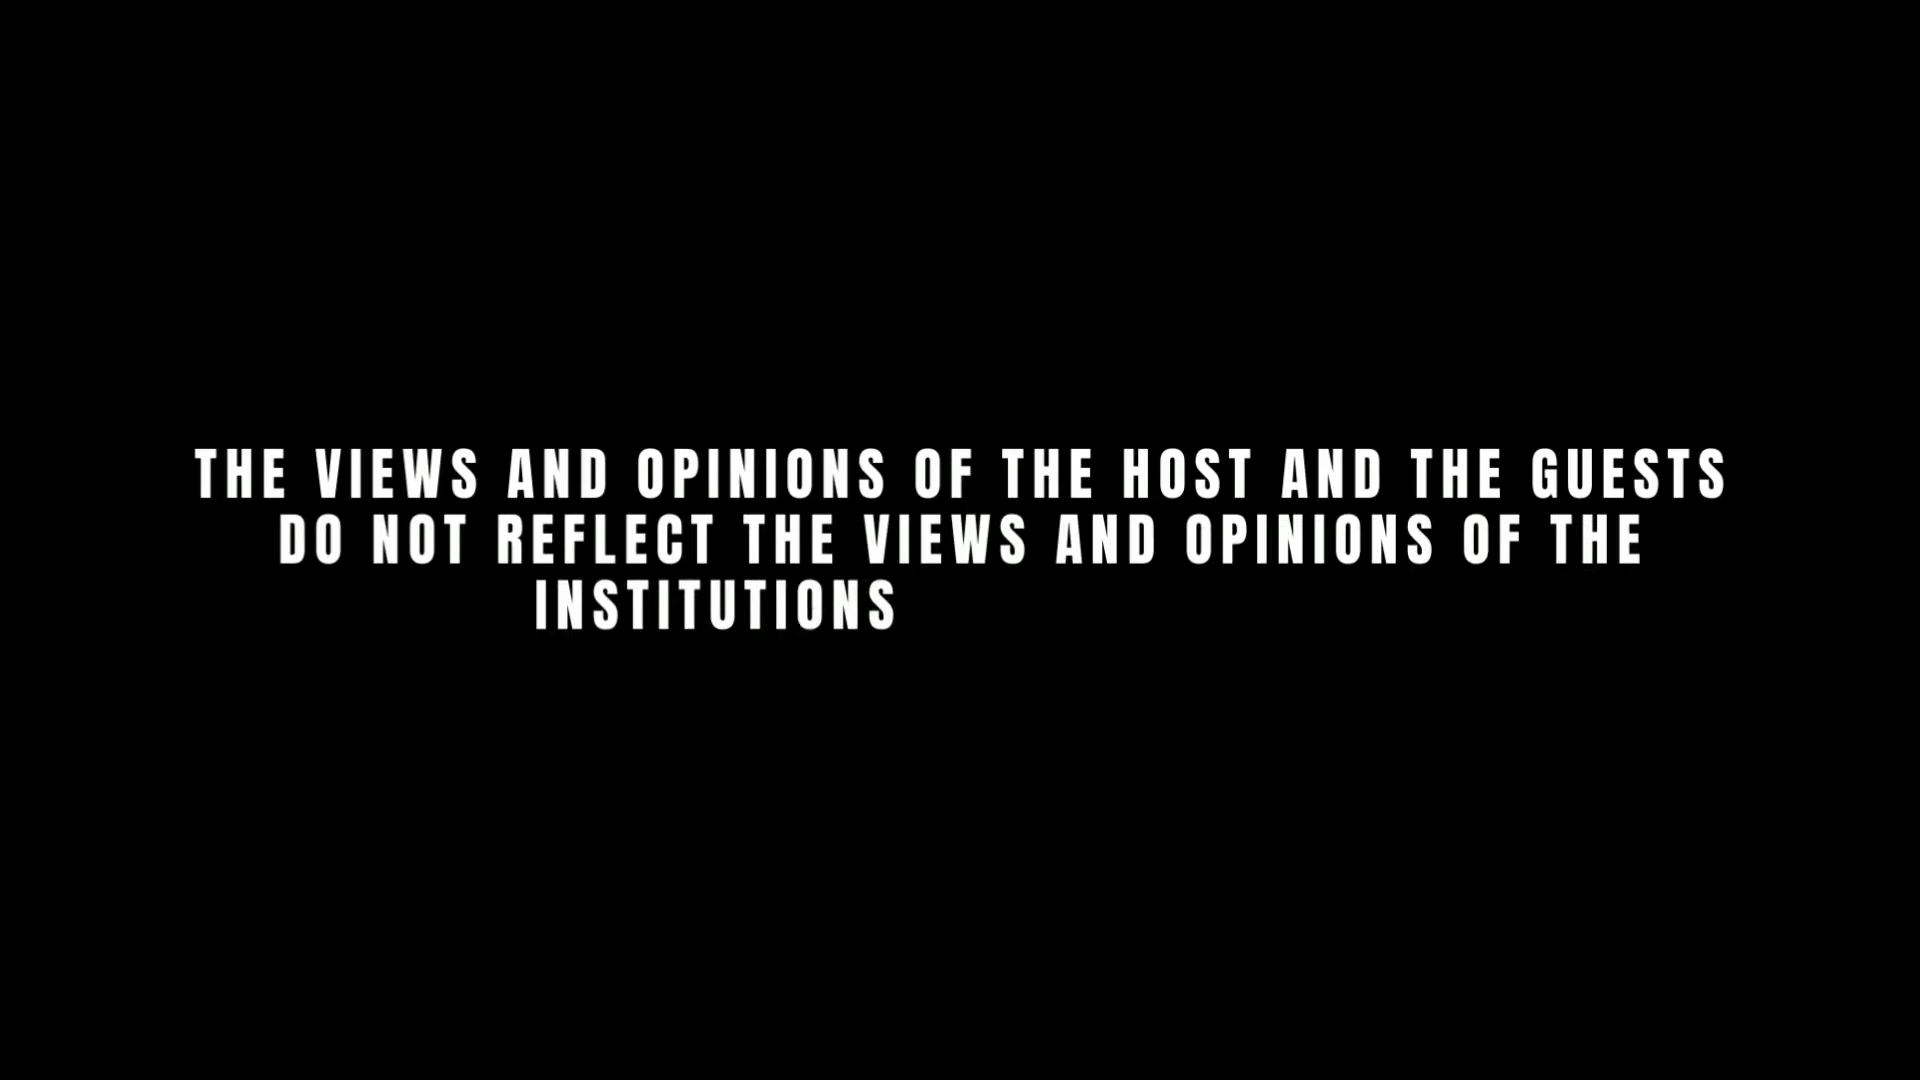 THE VIEWS AND OPINIONS OF THE HOST AND THE GUESTS
DO NOT REFLECT THE VIEWS AND OPINIONS OF THE
INSTITUTIONS